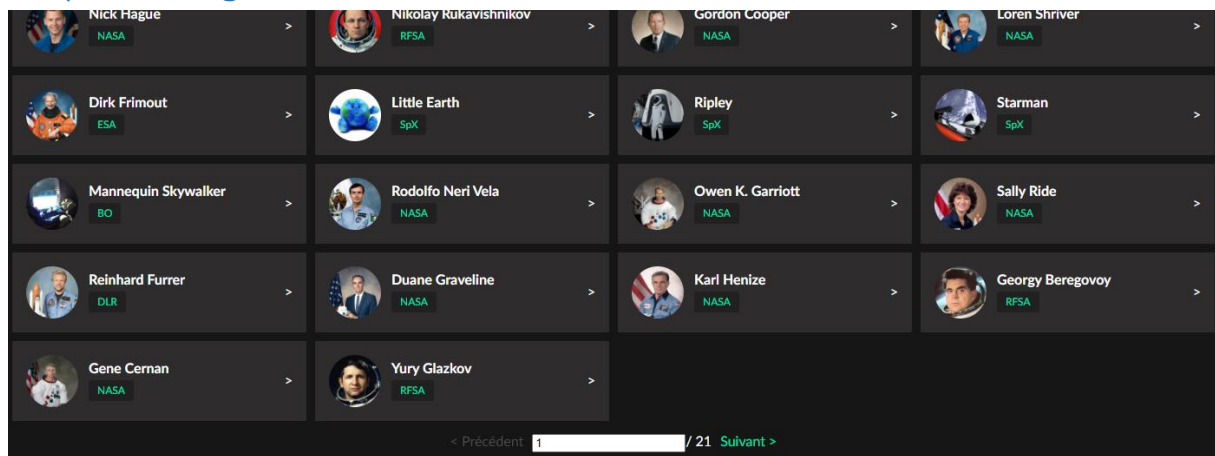 Nick Hague
NASA
>
Nikolay Rukavishnikov
RFSA
>
Gordon Cooper
NASA
>
Loren Shriver
NASA
>
Dirk Frimout
ESA
>
Little Earth
SpX
>
Ripley
SpX
>
Starman
SpX
>
Mannequin Skywalker
BO
>
Rodolfo Neri Vela
NASA
>
Owen K. Garriott
NASA
>
Sally Ride
NASA
>
Reinhard Furrer
DLR
>
Duane Graveline
NASA
>
Karl Henize
NASA
>
Georgy Beregovoy
RFSA
>
Gene Cernan
NASA
>
Yury Glazkov
RFSA
>
< Précédent 1 / 21 Suivant >